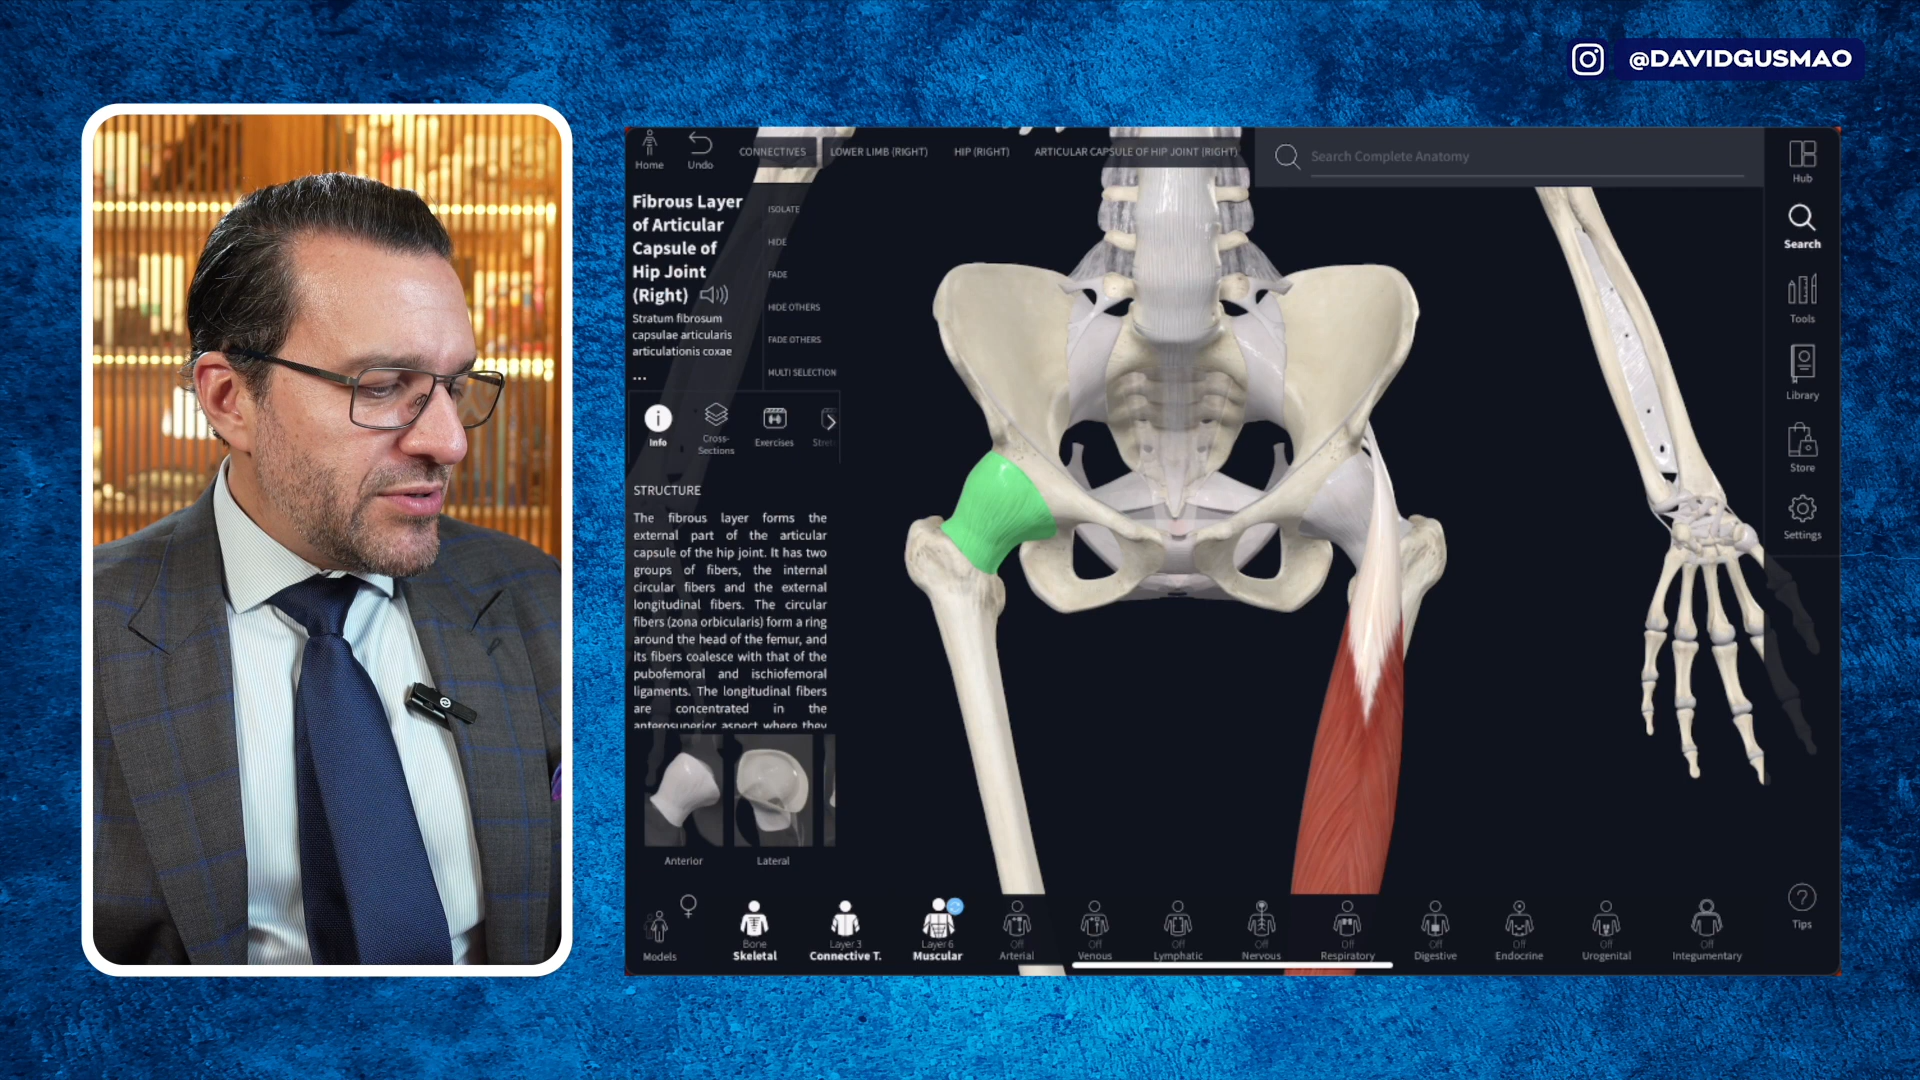 @DAVIDGUSMAO
Home
Undo
CONNECTIVES
LOWER LIMB (RIGHT)
HIP (RIGHT)
ARTICULAR CAPSULE OF HIP JOINT (RIGHT)
Search Complete Anatomy
Hub
Search
Tools
Library
Store
Settings
Tips
Fibrous Layer
of Articular
Capsule of
Hip Joint
(Right)
Stratum fibrosum
capsulae articularis
articulationis coxae
...
ISOLATE
HIDE
FADE
HIDE OTHERS
FADE OTHERS
MULTI SELECTION
Info
Cross-
Sections
Exercises
STRUCTURE
The fibrous layer forms the
external part of the articular
capsule of the hip joint. It has two
groups of fibers, the internal
circular fibers and the external
longitudinal fibers. The circular
fibers (zona orbicularis) form a ring
around the head of the femur, and
its fibers coalesce with that of the
pubofemoral and ischiofemoral
ligaments. The longitudinal fibers
are concentrated in the
anterosuperior aspect where they
Anterior
Lateral
Models
Bone
Skeletal
Layer 3
Connective T.
Layer 6
Muscular
Off
Arterial
Off
Venous
Off
Lymphatic
Off
Nervous
Off
Respiratory
Off
Digestive
Off
Endocrine
Off
Urogenital
Off
Integumentary